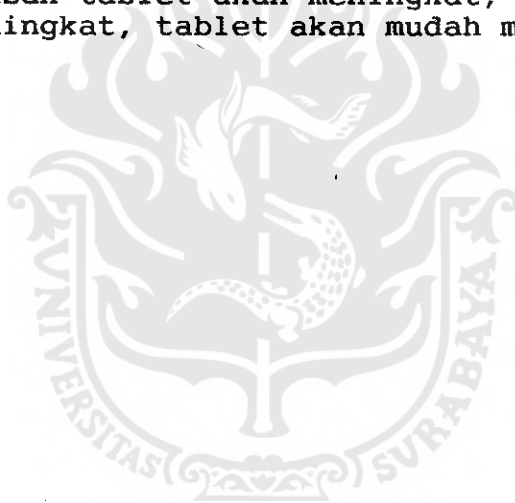 tablet akan meningkat,
ingkat, tablet akan mudah m
UNIVERSITAS SURABAYA